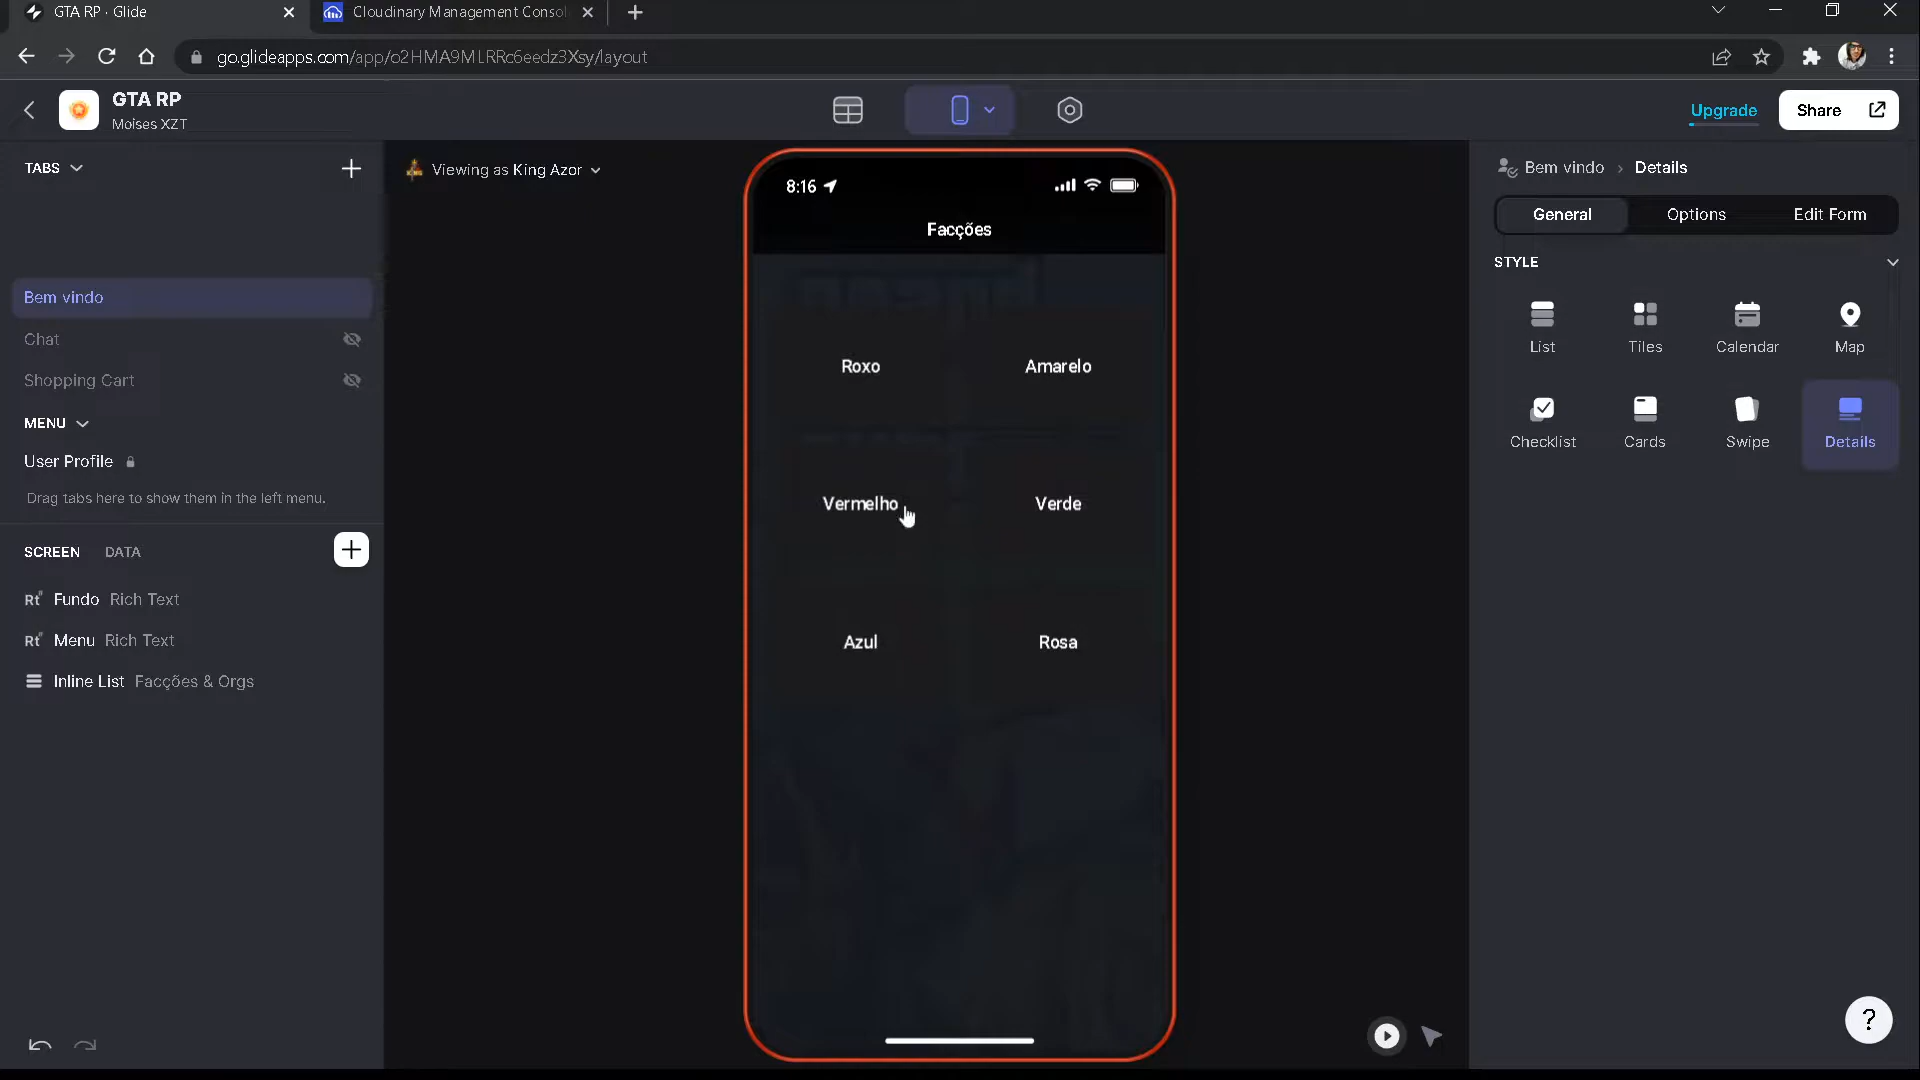 GTA RP · Glide
Cloudinary Management Consol
go.glideapps.com/app/o2HMA9MLRRc6eedz3Xsy/layout
GTA RP
Moises XZT
Upgrade
Share
TABS
Bem vindo
Chat
Shopping Cart
MENU
User Profile
Drag tabs here to show them in the left menu.
SCREEN DATA
Rt Fundo Rich Text
Rt Menu Rich Text
Inline List Facções & Orgs
Viewing as King Azor
8:16
Facções
Roxo Amarelo
Vermelho Verde
Azul Rosa
Bem vindo › Details
General Options Edit Form
STYLE
List Tiles Calendar Map
Checklist Cards Swipe Details
?